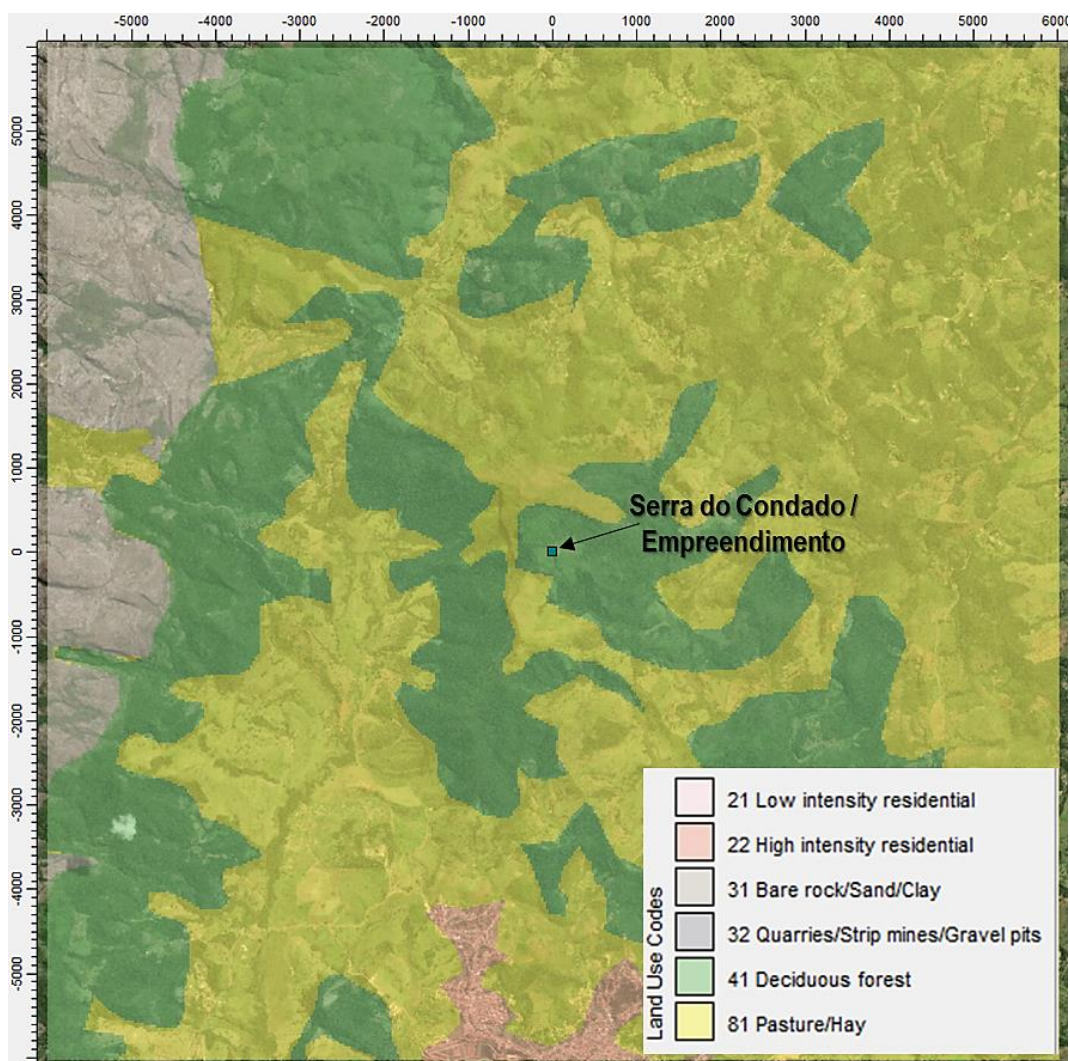 -5000 -4000 -3000 -2000 -1000 0 1000 2000 3000 4000 5000 6000
5000
4000
3000
2000
1000
0
-1000
-2000
-3000
-4000
-5000
Serra do Condado /
Empreendimento
Land Use Codes
21 Low intensity residential
22 High intensity residential
31 Bare rock/Sand/Clay
32 Quarries/Strip mines/Gravel pits
41 Deciduous forest
81 Pasture/Hay